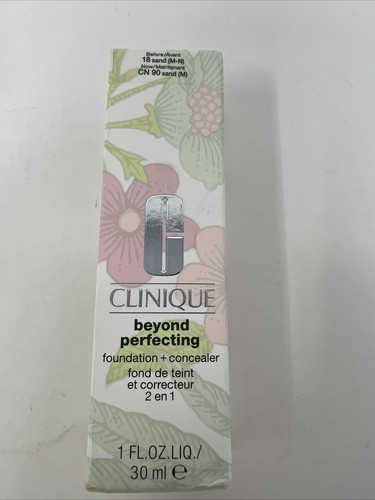 Before/Avant
18 sand (M-N)
Now/Maintenant
CN 90 sand (M)
CLINIQUE
beyond
perfecting
foundation + concealer
fond de teint
et correcteur
2 en 1
1 FL.OZ.LIQ./
30 ml e